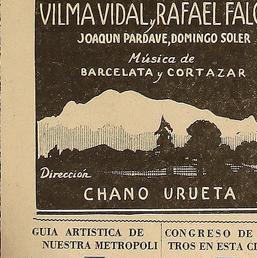 VILMA VIDAL y RAFAEL FALC
JOAQUN PARDAVE, DOMINGO SOLER
Música de
BARCELATA y CORTAZAR
Dirección
CHANO URUETA
GUIA ARTISTICA DE
NUESTRA METROPOLI
CONGRESO DE
TROS EN ESTA CI